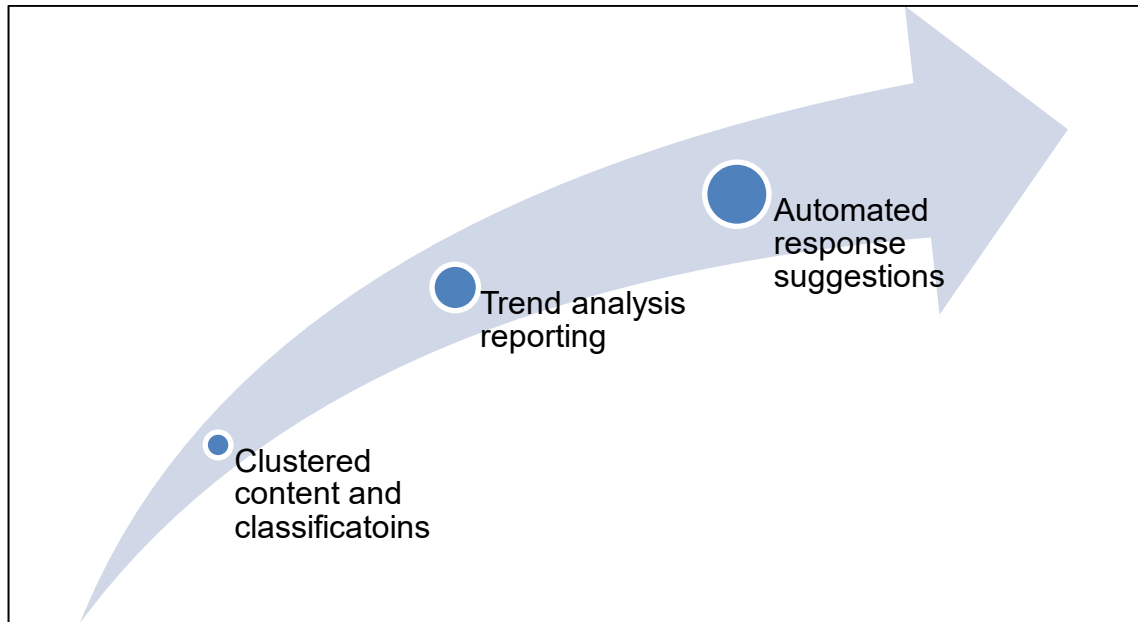 Automated
response
suggestions
Trend analysis
reporting
Clustered
content and
classificatoins